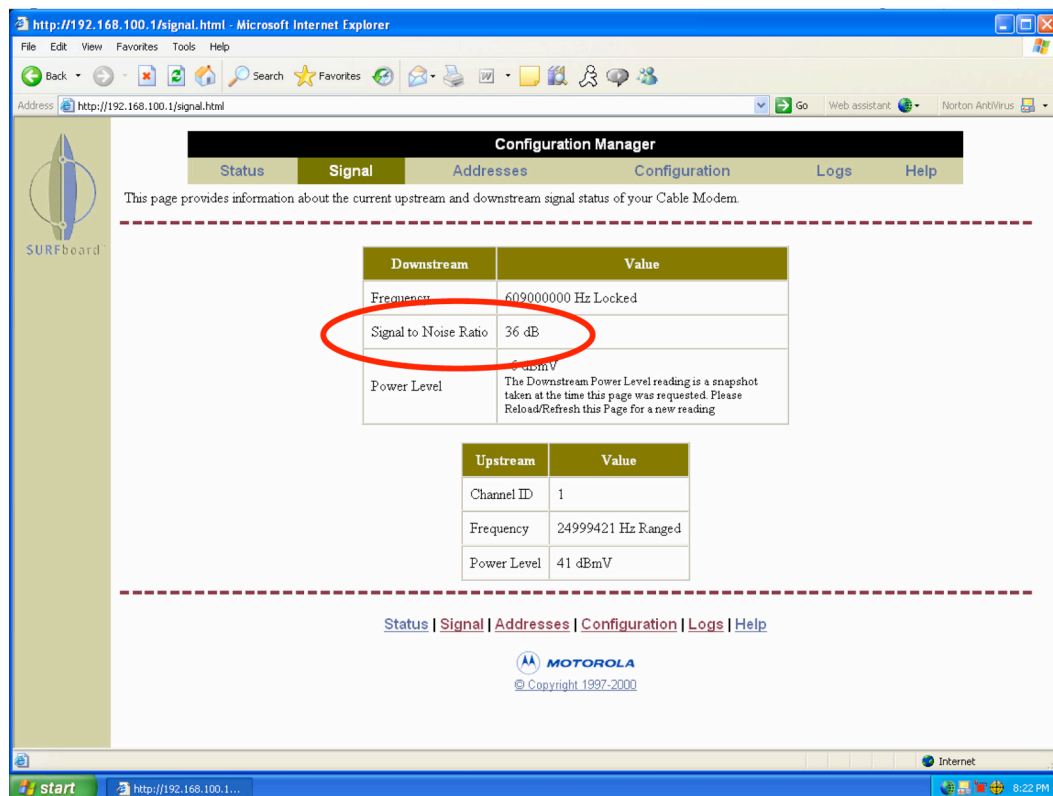 http://192.168.100.1/signal.html - Microsoft Internet Explorer
File Edit View Favorites Tools Help
Back Search Favorites
Address http://192.168.100.1/signal.html Go Web assistant Norton AntiVirus
Configuration Manager
Status Signal Addresses Configuration Logs Help
This page provides information about the current upstream and downstream signal status of your Cable Modem.
SURFboard
Downstream Value
Frequency 609000000 Hz Locked
Signal to Noise Ratio 36 dB
Power Level dBmV
The Downstream Power Level reading is a snapshot
taken at the time this page was requested. Please
Reload/Refresh this Page for a new reading
Upstream Value
Channel ID 1
Frequency 24999421 Hz Ranged
Power Level 41 dBmV
Status | Signal | Addresses | Configuration | Logs | Help
MOTOROLA
© Copyright 1997-2000
Internet
start http://192.168.100.1... 8:22 PM